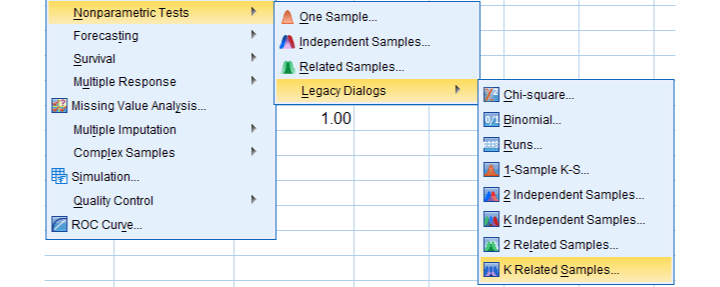 Nonparametric Tests
Forecasting
Survival
Multiple Response
Missing Value Analysis...
Multiple Imputation
Complex Samples
Simulation...
Quality Control
ROC Curve...
One Sample...
Independent Samples...
Related Samples...
Legacy Dialogs
1.00
Chi-square...
Binomial...
Runs...
1-Sample K-S...
2 Independent Samples...
K Independent Samples...
2 Related Samples...
K Related Samples...